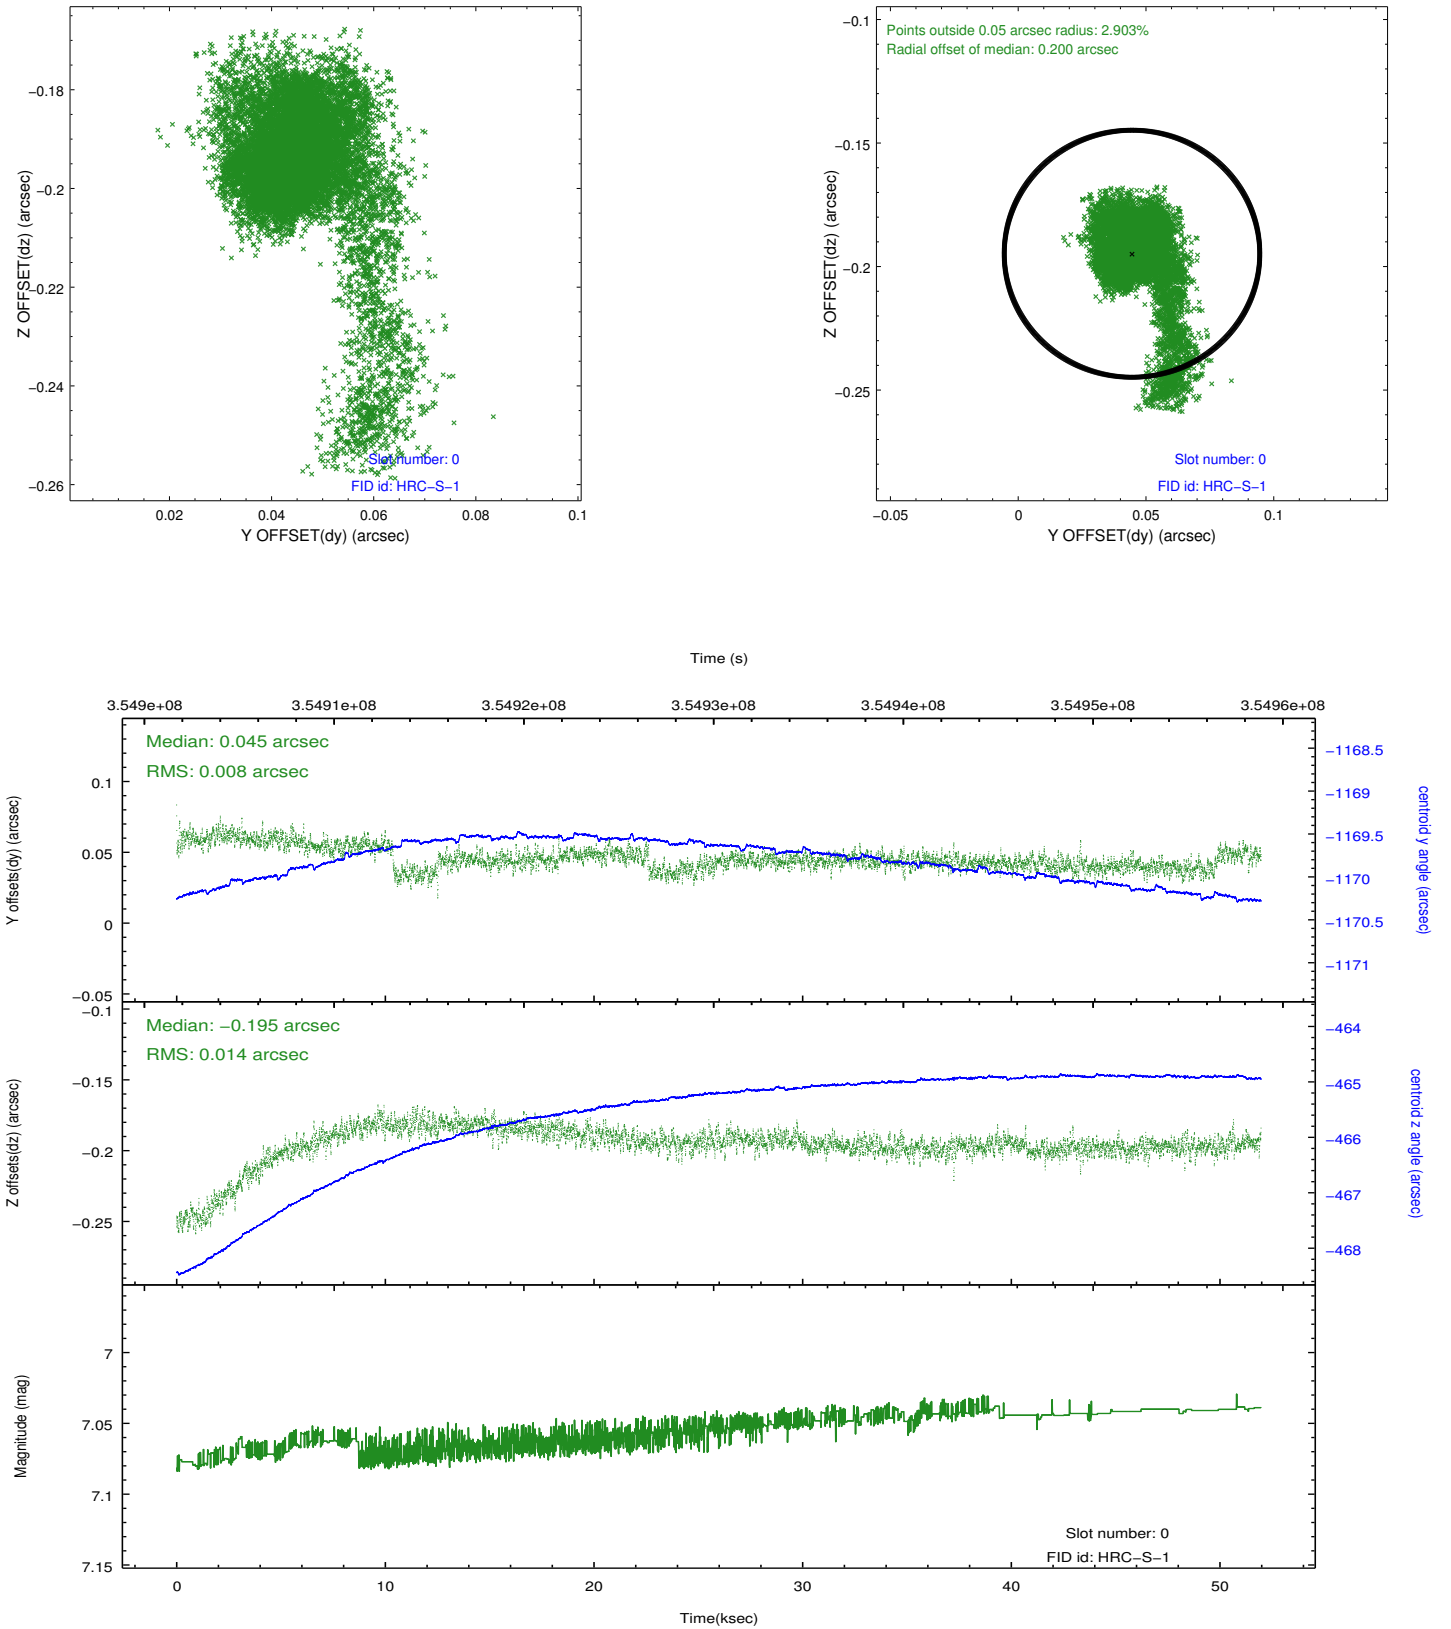 −0.18
−0.2
−0.22
−0.24
−0.26
Z OFFSET(dz) (arcsec)
Slot number: 0
FID id: HRC−S−1
0.02
0.04
0.06
0.08
0.1
Y OFFSET(dy) (arcsec)
Points outside 0.05 arcsec radius: 2.903%
Radial offset of median: 0.200 arcsec
−0.1
−0.15
−0.2
−0.25
Z OFFSET(dz) (arcsec)
Slot number: 0
FID id: HRC−S−1
−0.05
0
0.05
0.1
Y OFFSET(dy) (arcsec)
Time (s)
3.549e+08
3.5491e+08
3.5492e+08
3.5493e+08
3.5494e+08
3.5495e+08
3.5496e+08
Median: 0.045 arcsec
RMS: 0.008 arcsec
0.1
0.05
0
−0.05
Y offsets(dy) (arcsec)
−1168.5
−1169
−1169.5
−1170
−1170.5
−1171
centroid y angle (arcsec)
Median: −0.195 arcsec
RMS: 0.014 arcsec
−0.1
−0.15
−0.2
−0.25
Z offsets(dz) (arcsec)
−464
−465
−466
−467
−468
centroid z angle (arcsec)
7
7.05
7.1
7.15
Magnitude (mag)
Slot number: 0
FID id: HRC−S−1
0
10
20
30
40
50
Time(ksec)